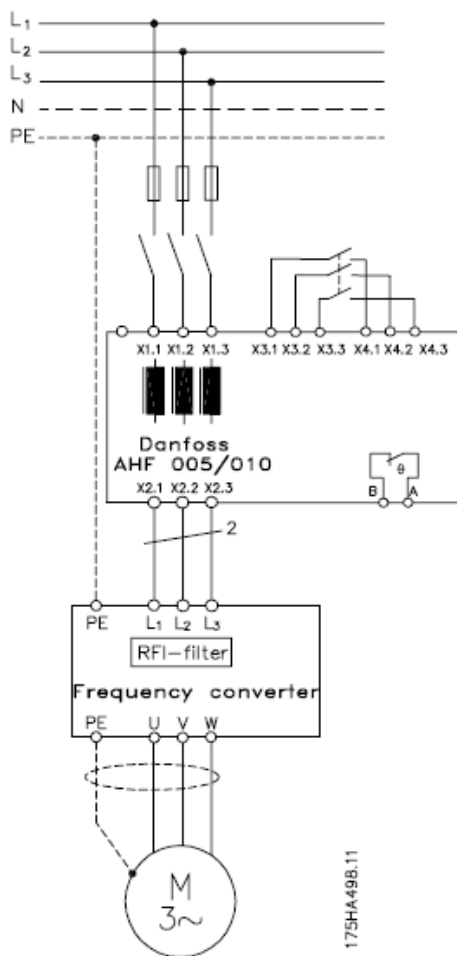 L1
L2
L3
N
PE
X1.1 X1.2 X1.3 X3.1 X3.2 X3.3 X4.1 X4.2 X4.3
Danfoss
AHF 005/010
X2.1 X2.2 X2.3
θ
B A
2
PE L1 L2 L3
RFI-filter
Frequency converter
PE U V W
M
3~
175HA498.11